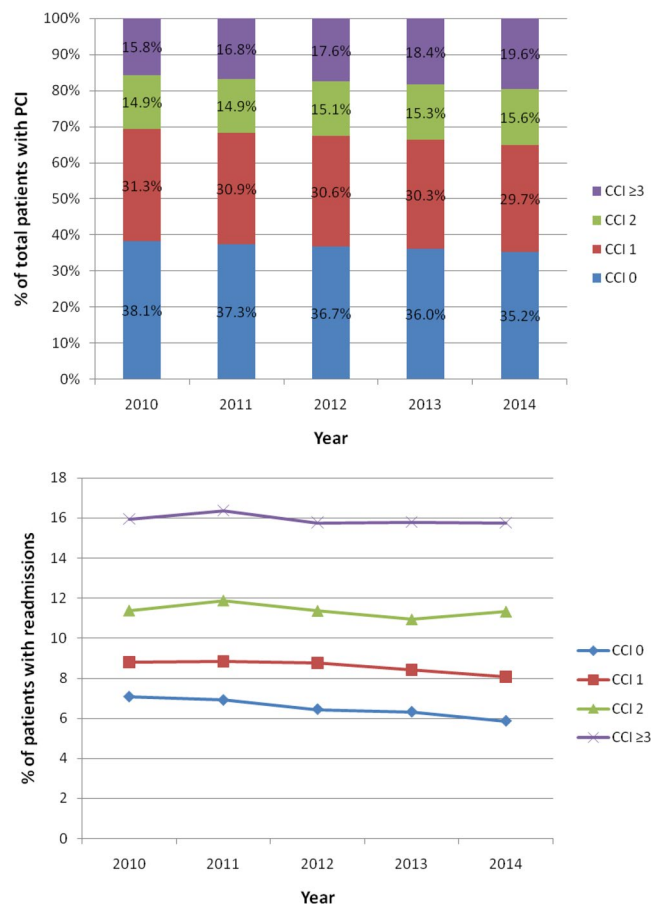 100%
90%
80%
70%
60%
50%
40%
30%
20%
10%
0%
% of total patients with PCI
15.8% 16.8% 17.6% 18.4% 19.6%
14.9% 14.9% 15.1% 15.3% 15.6%
31.3% 30.9% 30.6% 30.3% 29.7%
38.1% 37.3% 36.7% 36.0% 35.2%
2010 2011 2012 2013 2014
Year
CCI ≥3
CCI 2
CCI 1
CCI 0
18
16
14
12
10
8
6
4
2
0
% of patients with readmissions
2010 2011 2012 2013 2014
Year
CCI 0
CCI 1
CCI 2
CCI ≥3